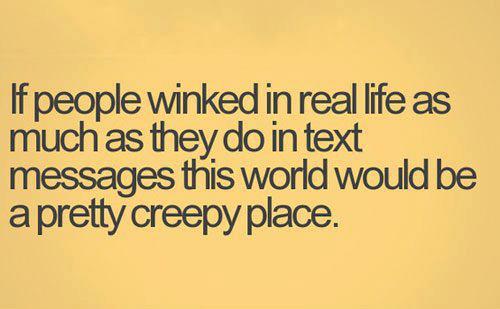 If people winked in real life as
much as they do in text
messages this world would be
a pretty creepy place.